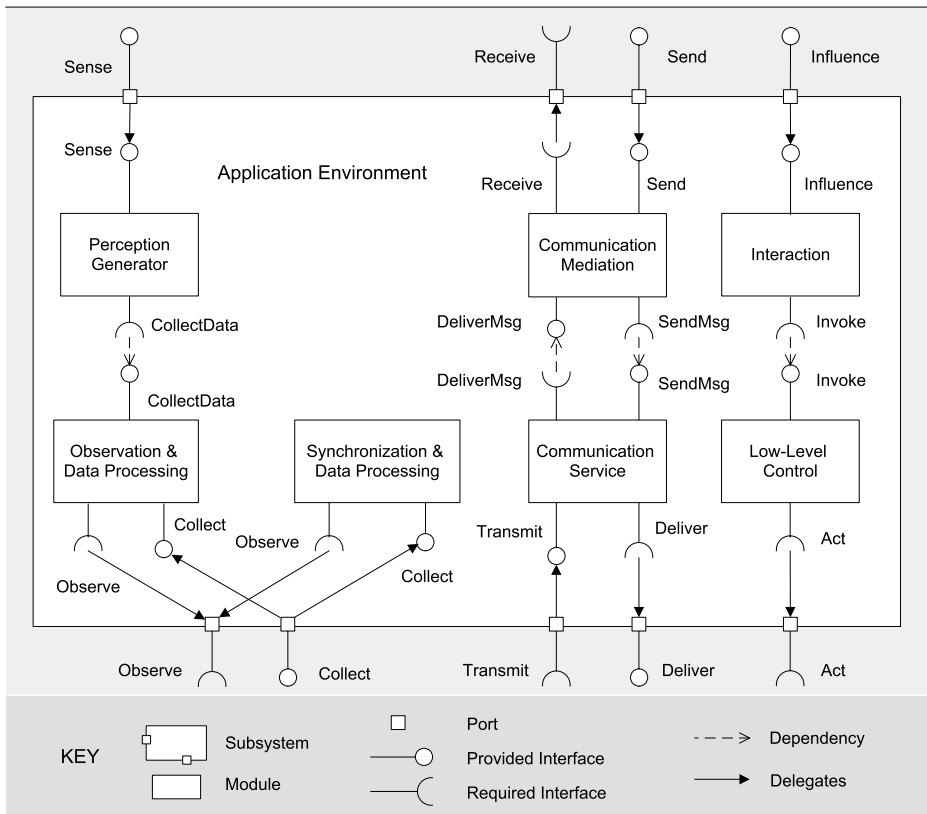 Receive
Send
Influence
Sense
Sense
Application Environment
Receive
Send
Influence
Perception
Generator
Communication
Mediation
Interaction
CollectData
DeliverMsg
SendMsg
Invoke
DeliverMsg
SendMsg
Invoke
CollectData
Observation &
Data Processing
Synchronization &
Data Processing
Communication
Service
Low-Level
Control
Collect
Observe
Transmit
Deliver
Act
Observe
Collect
Observe
Collect
Transmit
Deliver
Act
KEY
Subsystem
Module
Port
Provided Interface
Required Interface
Dependency
Delegates